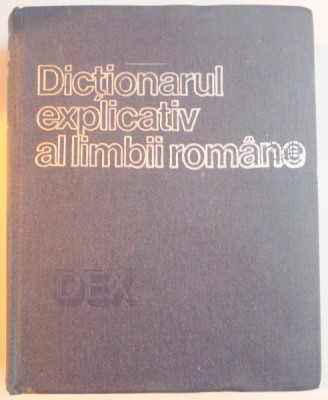 Dicționarul
explicativ
al limbii române
DEX